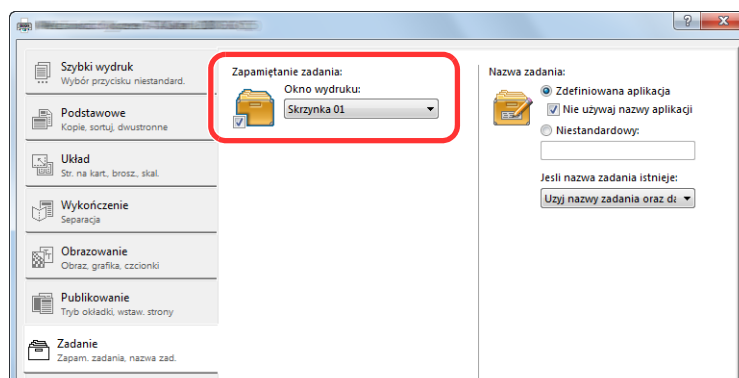 Szybki wydruk
Wybór przycisku niestandard.
Podstawowe
Kopie, sortuj, dwustronne
Układ
Str. na kart., brosz., skal.
Wykończenie
Separacja
Obrazowanie
Obraz, grafika, czcionki
Publikowanie
Tryb okładki, wstaw. strony
Zadanie
Zapam. zadania, nazwa zad.
Zapamiętanie zadania:
Okno wydruku:
Skrzynka 01
Nazwa zadania:
Zdefiniowana aplikacja
Nie używaj nazwy aplikacji
Niestandardowy:
Jesli nazwa zadania istnieje:
Uzyj nazwy zadania oraz da